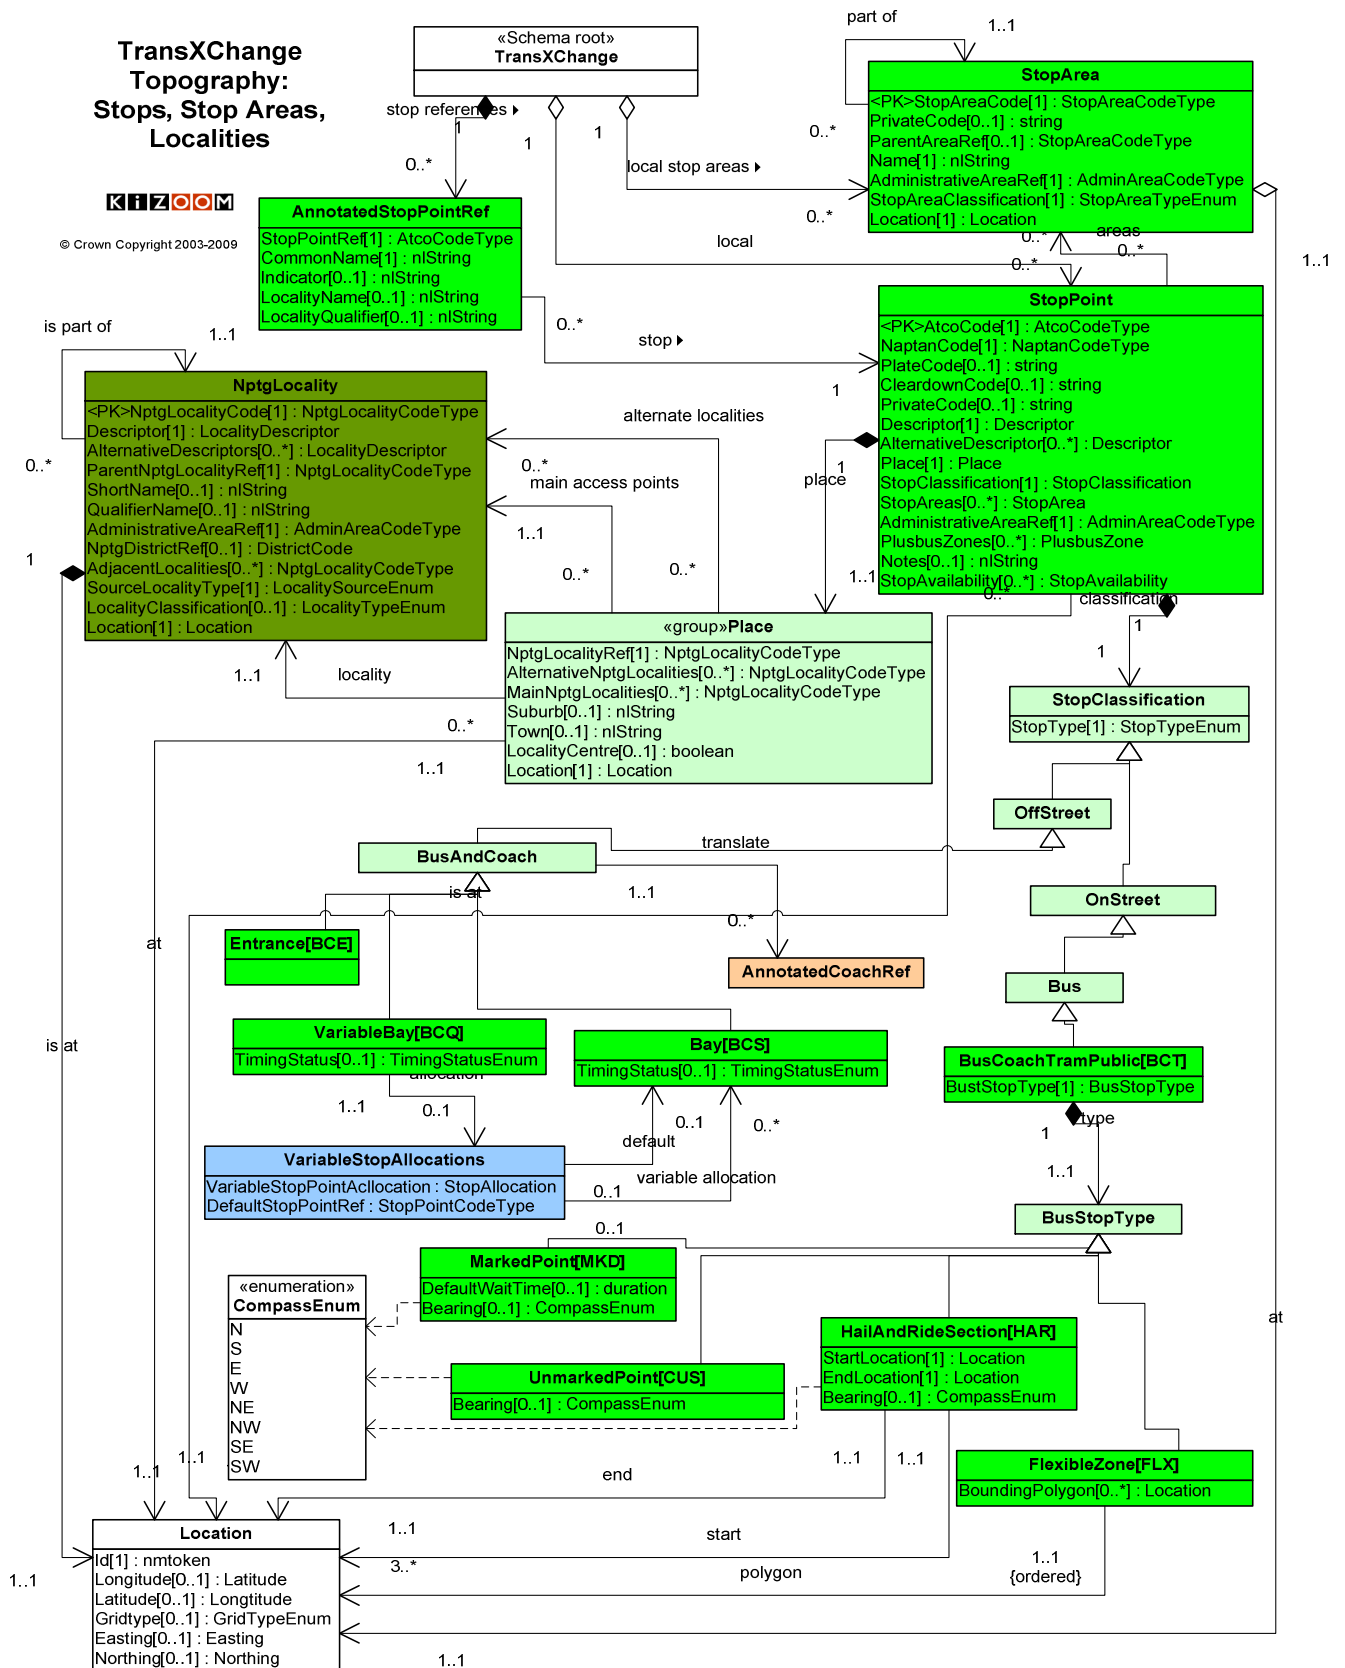 TransXChange
Topography:
Stops, Stop Areas,
Localities
KiZOOM
© Crown Copyright 2003-2009
«Schema root»
TransXChange
stop references
1
0..*
1
1
local stop areas
0..*
local
0..*
part of
1..1
0..*
StopArea
<PK>StopAreaCode[1] : StopAreaCodeType
PrivateCode[0..1] : string
ParentAreaRef[0..1] : StopAreaCodeType
Name[1] : nlString
AdministrativeAreaRef[1] : AdminAreaCodeType
StopAreaClassification[1] : StopAreaTypeEnum
Location[1] : Location
0..*
areas
0..*
1..1
AnnotatedStopPointRef
StopPointRef[1] : AtcoCodeType
CommonName[1] : nlString
Indicator[0..1] : nlString
LocalityName[0..1] : nlString
LocalityQualifier[0..1] : nlString
0..*
stop
1
StopPoint
<PK>AtcoCode[1] : AtcoCodeType
NaptanCode[1] : NaptanCodeType
PlateCode[0..1] : string
CleardownCode[0..1] : string
PrivateCode[0..1] : string
Descriptor[1] : Descriptor
AlternativeDescriptor[0..*] : Descriptor
Place[1] : Place
StopClassification[1] : StopClassification
StopAreas[0..*] : StopArea
AdministrativeAreaRef[1] : AdminAreaCodeType
PlusbusZones[0..*] : PlusbusZone
Notes[0..1] : nlString
StopAvailability[0..*] : StopAvailability
is part of
1..1
0..*
NptgLocality
<PK>NptgLocalityCode[1] : NptgLocalityCodeType
Descriptor[1] : LocalityDescriptor
AlternativeDescriptors[0..*] : LocalityDescriptor
ParentNptgLocalityRef[1] : NptgLocalityCodeType
ShortName[0..1] : nlString
QualifierName[0..1] : nlString
AdministrativeAreaRef[1] : AdminAreaCodeType
NptgDistrictRef[0..1] : DistrictCode
AdjacentLocalities[0..*] : NptgLocalityCodeType
SourceLocalityType[1] : LocalitySourceEnum
LocalityClassification[0..1] : LocalityTypeEnum
Location[1] : Location
1
alternate localities
0..*
main access points
1..1
0..*
0..*
1
place
1..1
0..*
classification
1
1
1..1
locality
0..*
1..1
«group»Place
NptgLocalityRef[1] : NptgLocalityCodeType
AlternativeNptgLocalities[0..*] : NptgLocalityCodeType
MainNptgLocalities[0..*] : NptgLocalityCodeType
Suburb[0..1] : nlString
Town[0..1] : nlString
LocalityCentre[0..1] : boolean
Location[1] : Location
StopClassification
StopType[1] : StopTypeEnum
OffStreet
translate
BusAndCoach
is at
1..1
0..*
OnStreet
Entrance[BCE]
at
AnnotatedCoachRef
Bus
VariableBay[BCQ]
TimingStatus[0..1] : TimingStatusEnum
allocation
1..1
0..1
Bay[BCS]
TimingStatus[0..1] : TimingStatusEnum
is at
BusCoachTramPublic[BCT]
BustStopType[1] : BusStopType
type
1
1..1
0..1
0..*
default
variable allocation
0..1
VariableStopAllocations
VariableStopPointAcllocation : StopAllocation
DefaultStopPointRef : StopPointCodeType
BusStopType
0..1
MarkedPoint[MKD]
DefaultWaitTime[0..1] : duration
Bearing[0..1] : CompassEnum
«enumeration»
CompassEnum
N
S
E
W
NE
NW
SE
SW
HailAndRideSection[HAR]
StartLocation[1] : Location
EndLocation[1] : Location
Bearing[0..1] : CompassEnum
at
UnmarkedPoint[CUS]
Bearing[0..1] : CompassEnum
1..1
1..1
FlexibleZone[FLX]
BoundingPolygon[0..*] : Location
1..1
1..1
end
1..1
start
3..*
polygon
1..1
{ordered}
1..1
Location
Id[1] : nmtoken
Longitude[0..1] : Latitude
Latitude[0..1] : Longtitude
Gridtype[0..1] : GridTypeEnum
Easting[0..1] : Easting
Northing[0..1] : Northing
1..1